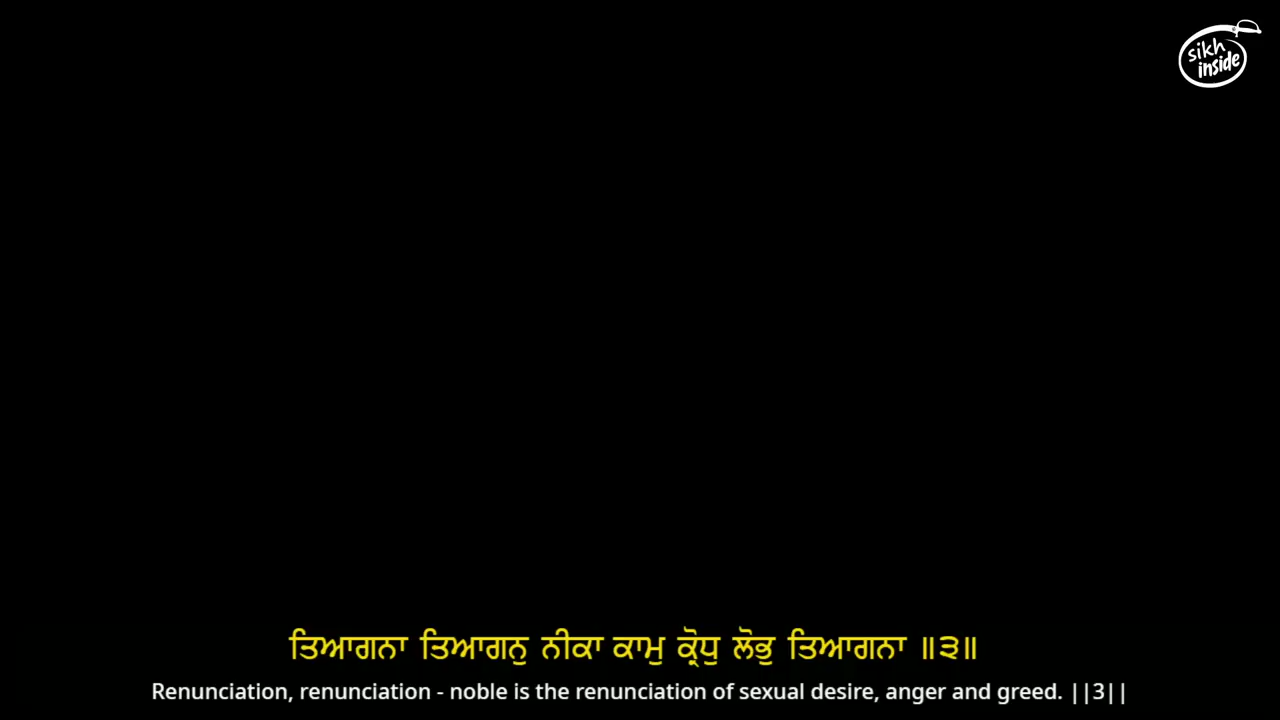 sikh
inside
ਤਿਆਗਨਾ ਤਿਆਗਨੁ ਨੀਕਾ ਕਾਮੁ ਕ੍ਰੋਧੁ ਲੋਭੁ ਤਿਆਗਨਾ ॥੩॥
Renunciation, renunciation - noble is the renunciation of sexual desire, anger and greed. ||3||